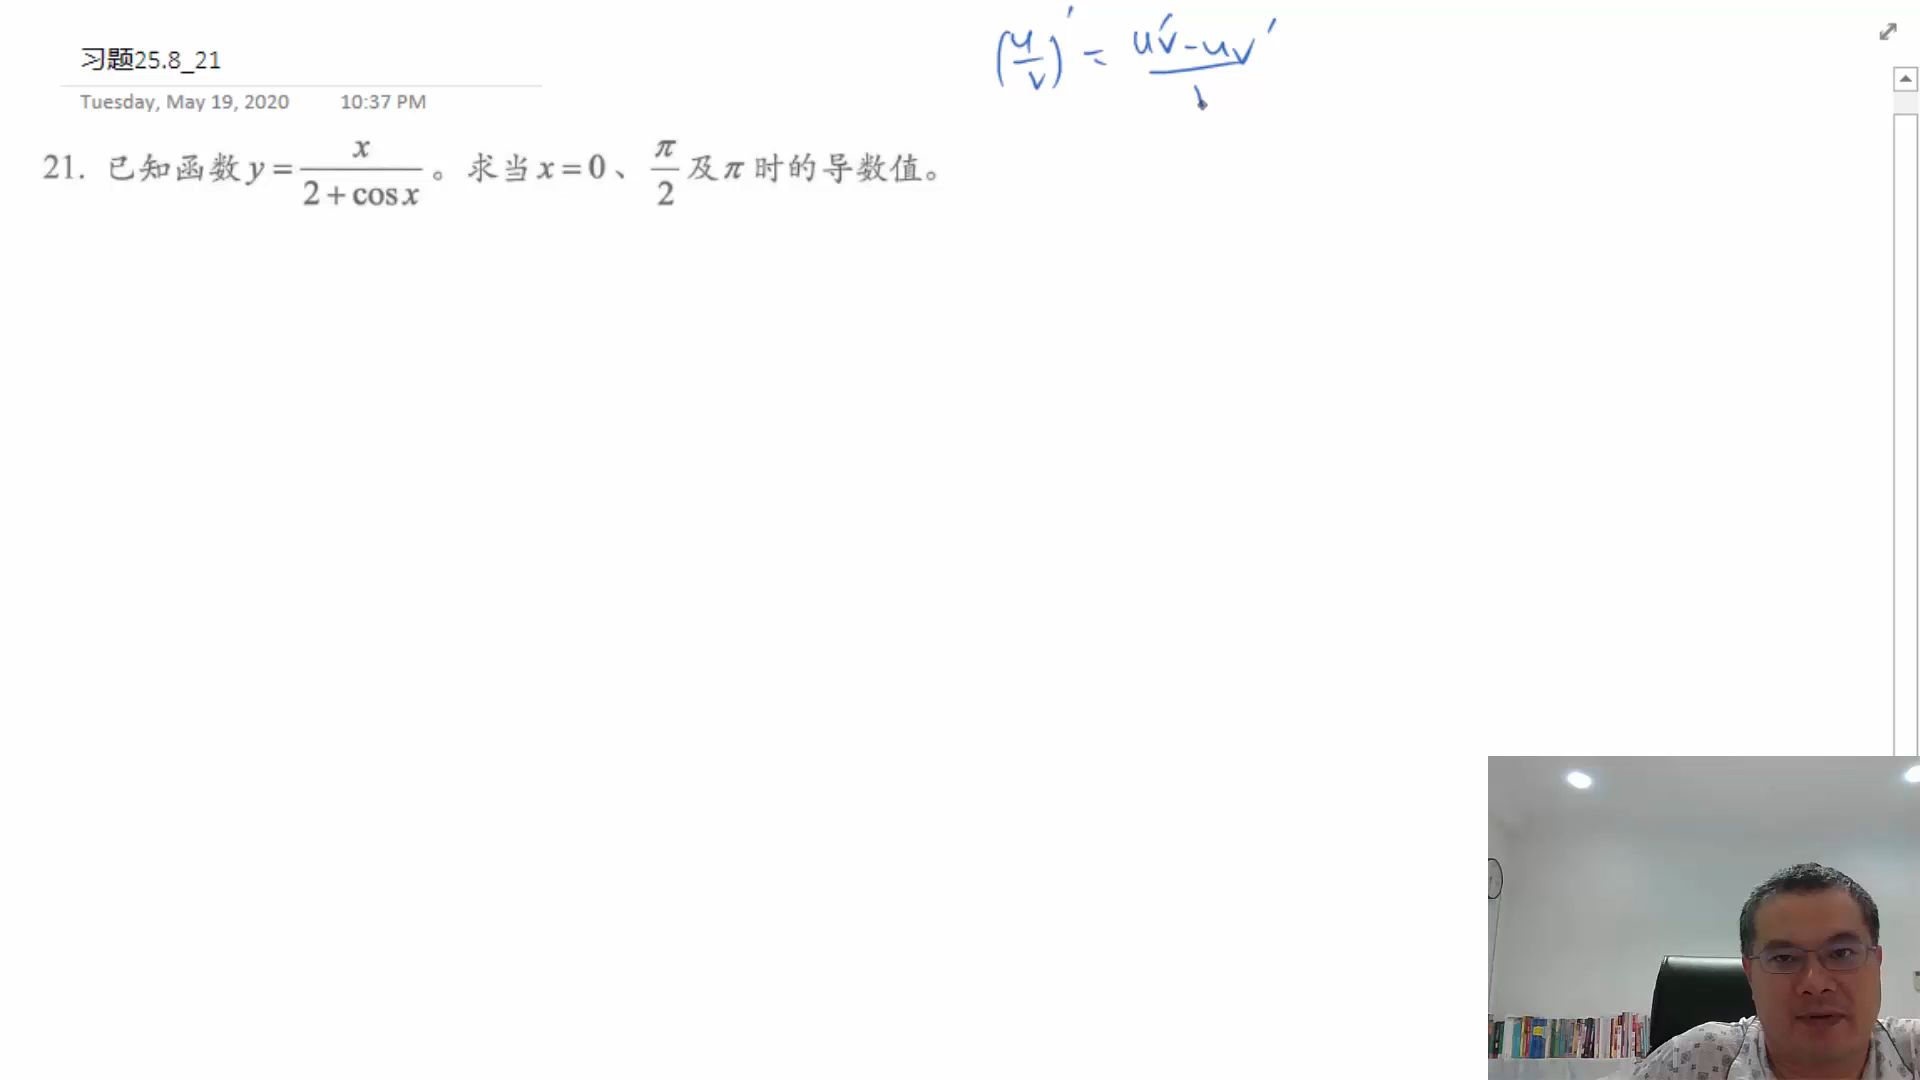 习题25.8_21
Tuesday, May 19, 2020 10:37 PM
(u/v)' = (u'v-uv')/
21. 已知函数 y = x/(2+cosx) 。求当 x=0、π/2 及 π 时的导数值。